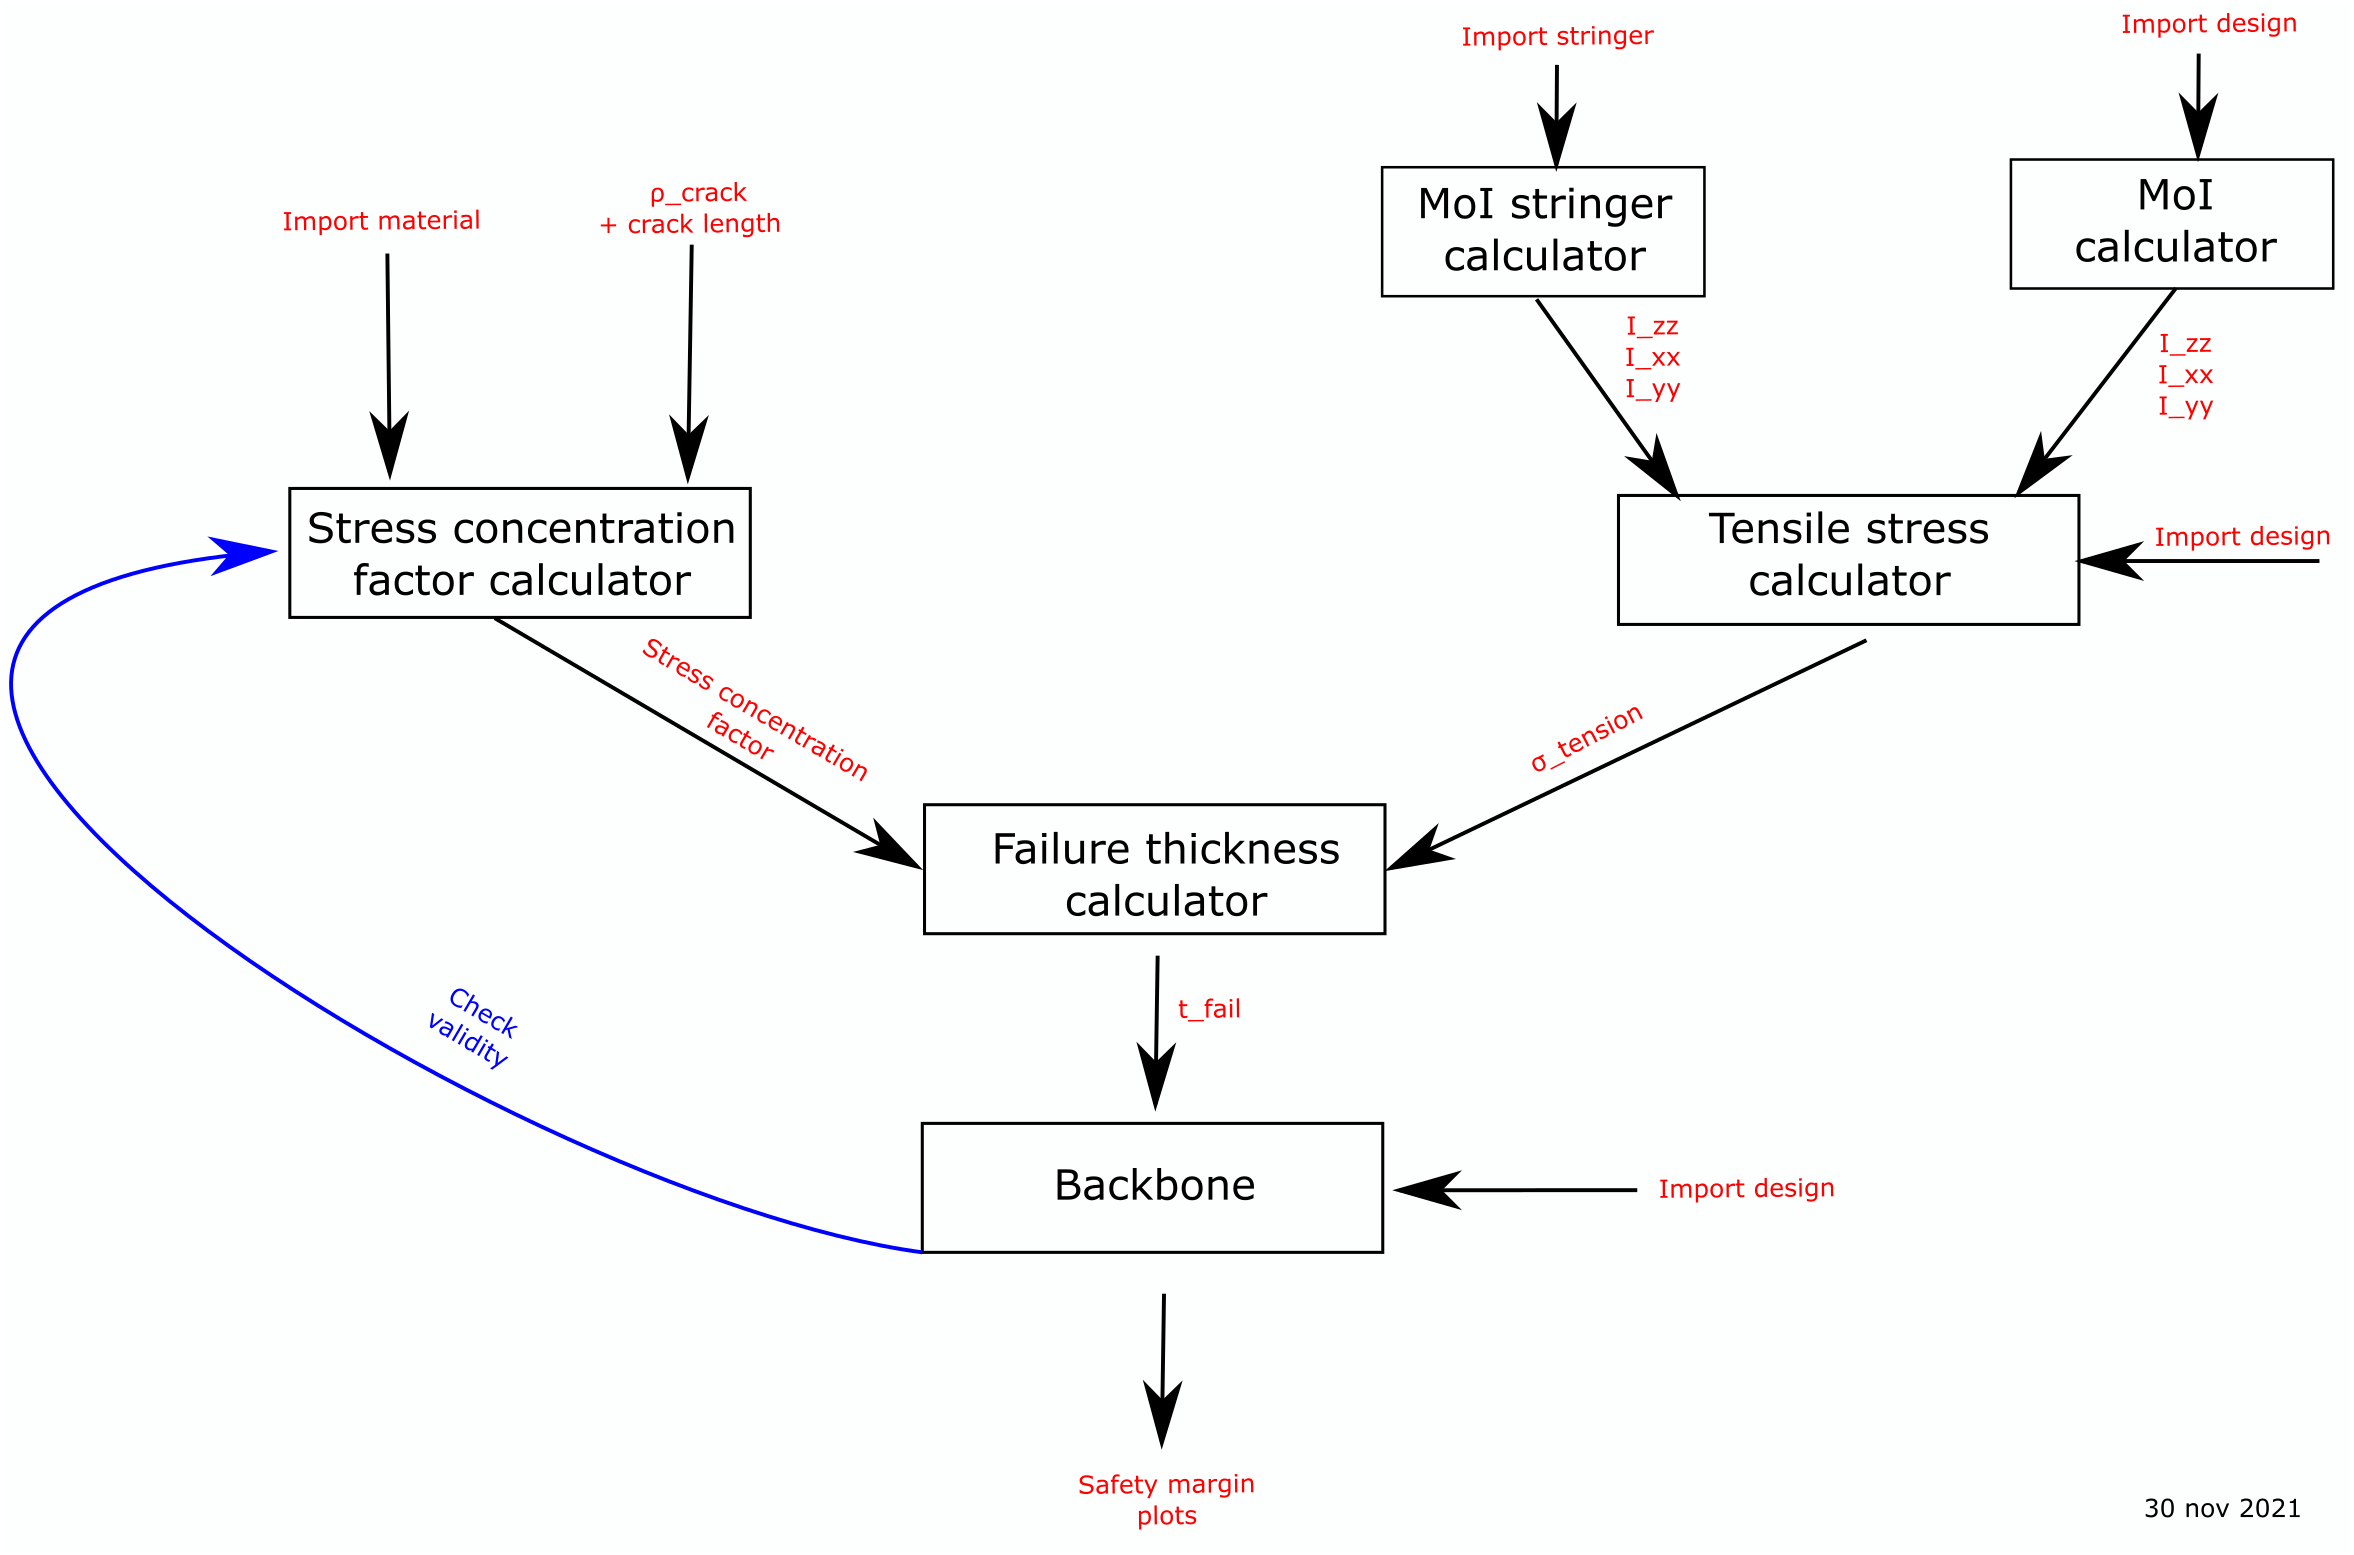 Import stringer
Import design
MoI stringer
calculator
MoI
calculator
Import material
ρ_crack
+ crack length
I_zz
I_xx
I_yy
I_zz
I_xx
I_yy
Stress concentration
factor calculator
Tensile stress
calculator
Import design
Stress concentration
factor
σ_tension
Failure thickness
calculator
t_fail
Check
validity
Backbone
Import design
Safety margin
plots
30 nov 2021